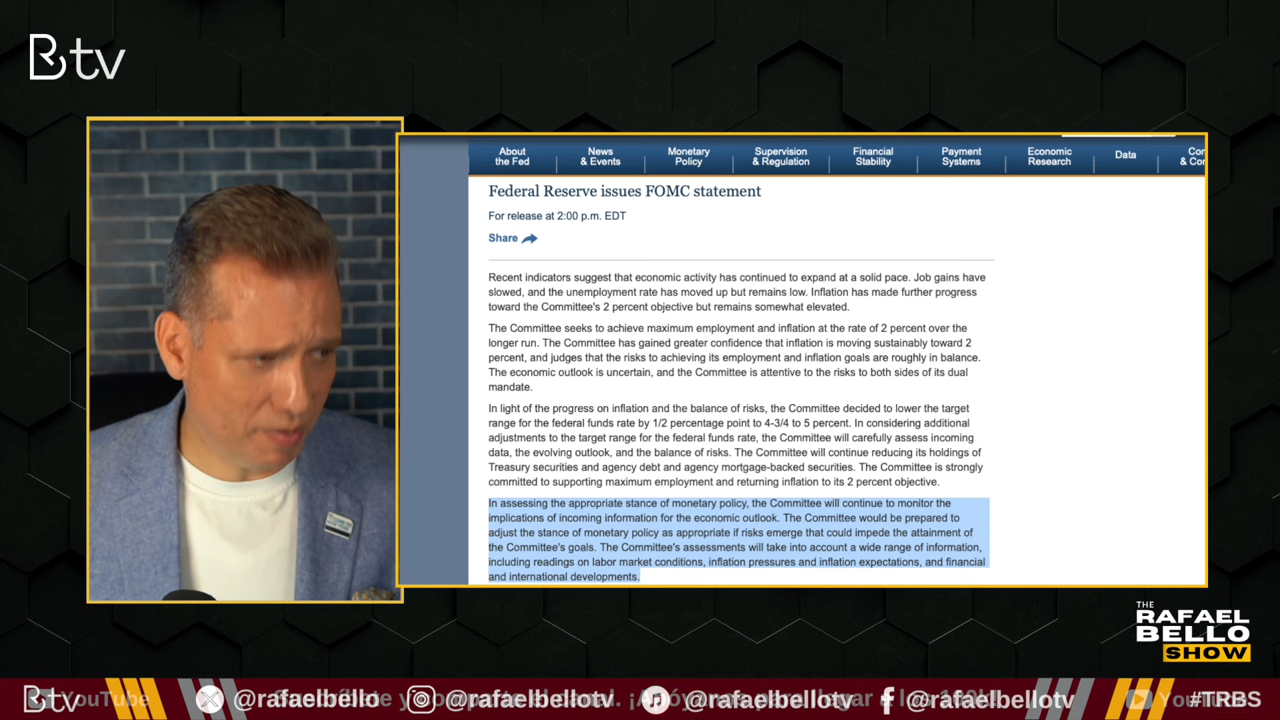 Btv
About the Fed
News & Events
Monetary Policy
Supervision & Regulation
Financial Stability
Payment Systems
Economic Research
Data
Federal Reserve issues FOMC statement
For release at 2:00 p.m. EDT
Share
Recent indicators suggest that economic activity has continued to expand at a solid pace. Job gains have
slowed, and the unemployment rate has moved up but remains low. Inflation has made further progress
toward the Committee's 2 percent objective but remains somewhat elevated.
The Committee seeks to achieve maximum employment and inflation at the rate of 2 percent over the
longer run. The Committee has gained greater confidence that inflation is moving sustainably toward 2
percent, and judges that the risks to achieving its employment and inflation goals are roughly in balance.
The economic outlook is uncertain, and the Committee is attentive to the risks to both sides of its dual
mandate.
In light of the progress on inflation and the balance of risks, the Committee decided to lower the target
range for the federal funds rate by 1/2 percentage point to 4-3/4 to 5 percent. In considering additional
adjustments to the target range for the federal funds rate, the Committee will carefully assess incoming
data, the evolving outlook, and the balance of risks. The Committee will continue reducing its holdings of
Treasury securities and agency debt and agency mortgage-backed securities. The Committee is strongly
committed to supporting maximum employment and returning inflation to its 2 percent objective.
In assessing the appropriate stance of monetary policy, the Committee will continue to monitor the
implications of incoming information for the economic outlook. The Committee would be prepared to
adjust the stance of monetary policy as appropriate if risks emerge that could impede the attainment of
the Committee's goals. The Committee's assessments will take into account a wide range of information,
including readings on labor market conditions, inflation pressures and inflation expectations, and financial
and international developments.
THE
RAFAEL
BELLO
SHOW
Btv YouTube @rafaelbello @rafaelbellotv @rafaelbellotv @rafaelbellotv YouTube #TRBS